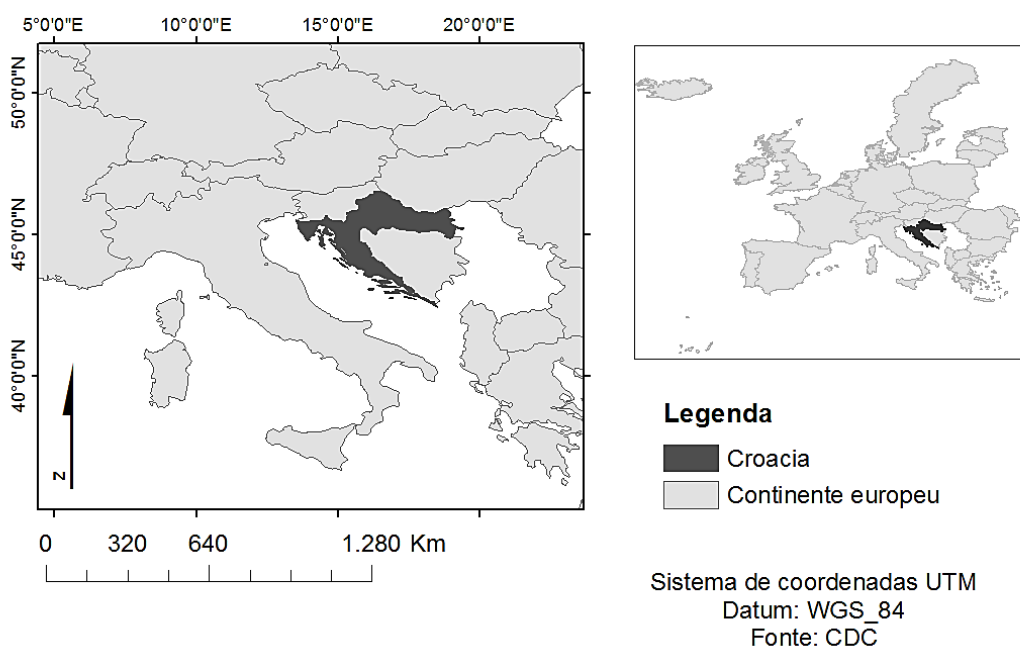 5°0'0"E 10°0'0"E 15°0'0"E 20°0'0"E
50°0'0"N
45°0'0"N
40°0'0"N
N
0 320 640 1.280 Km
Legenda
Croacia
Continente europeu
Sistema de coordenadas UTM
Datum: WGS_84
Fonte: CDC